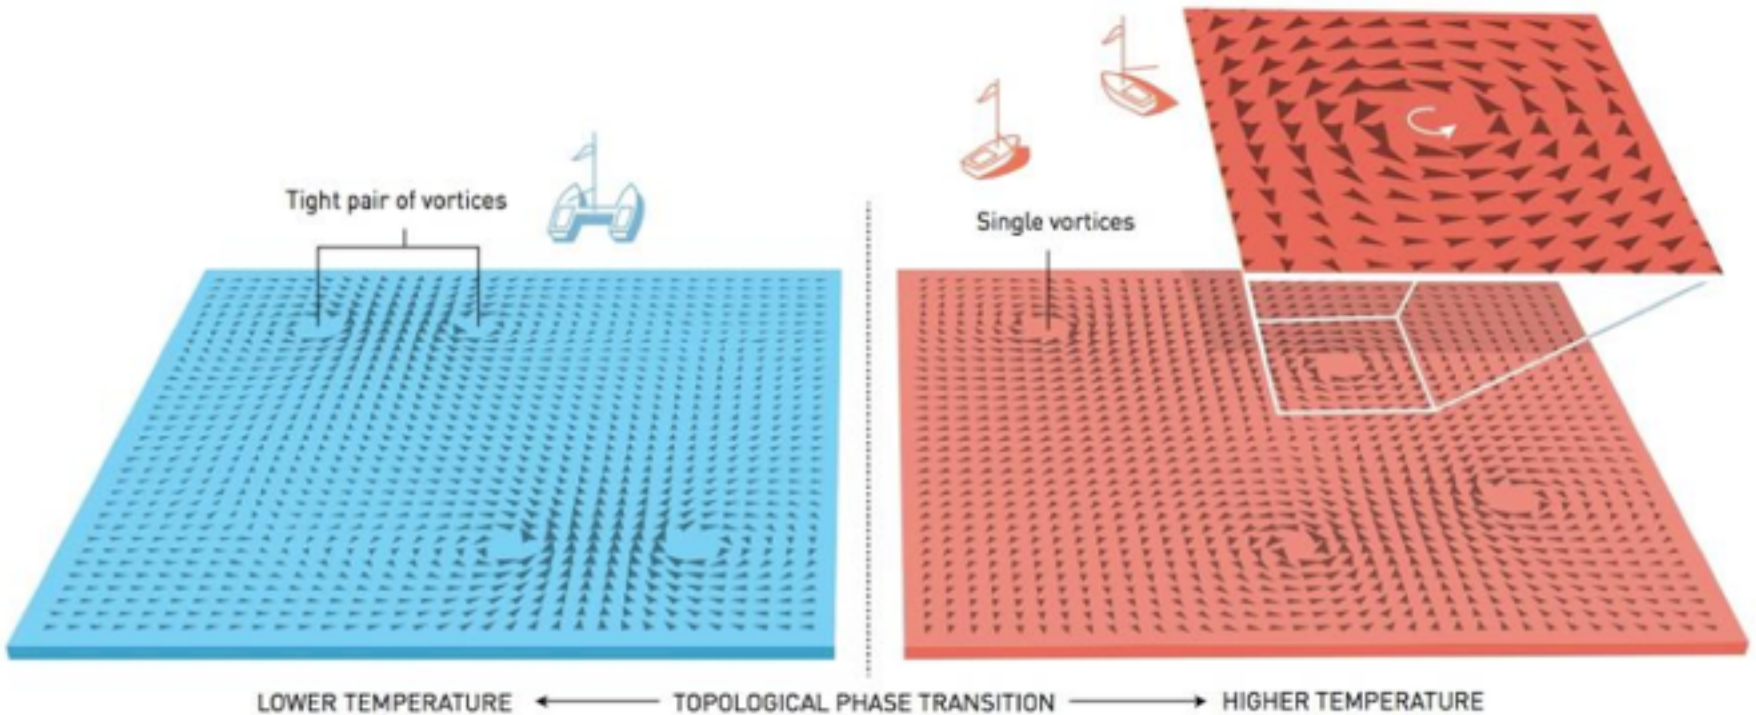 Tight pair of vortices
Single vortices
LOWER TEMPERATURE
TOPOLOGICAL PHASE TRANSITION
HIGHER TEMPERATURE